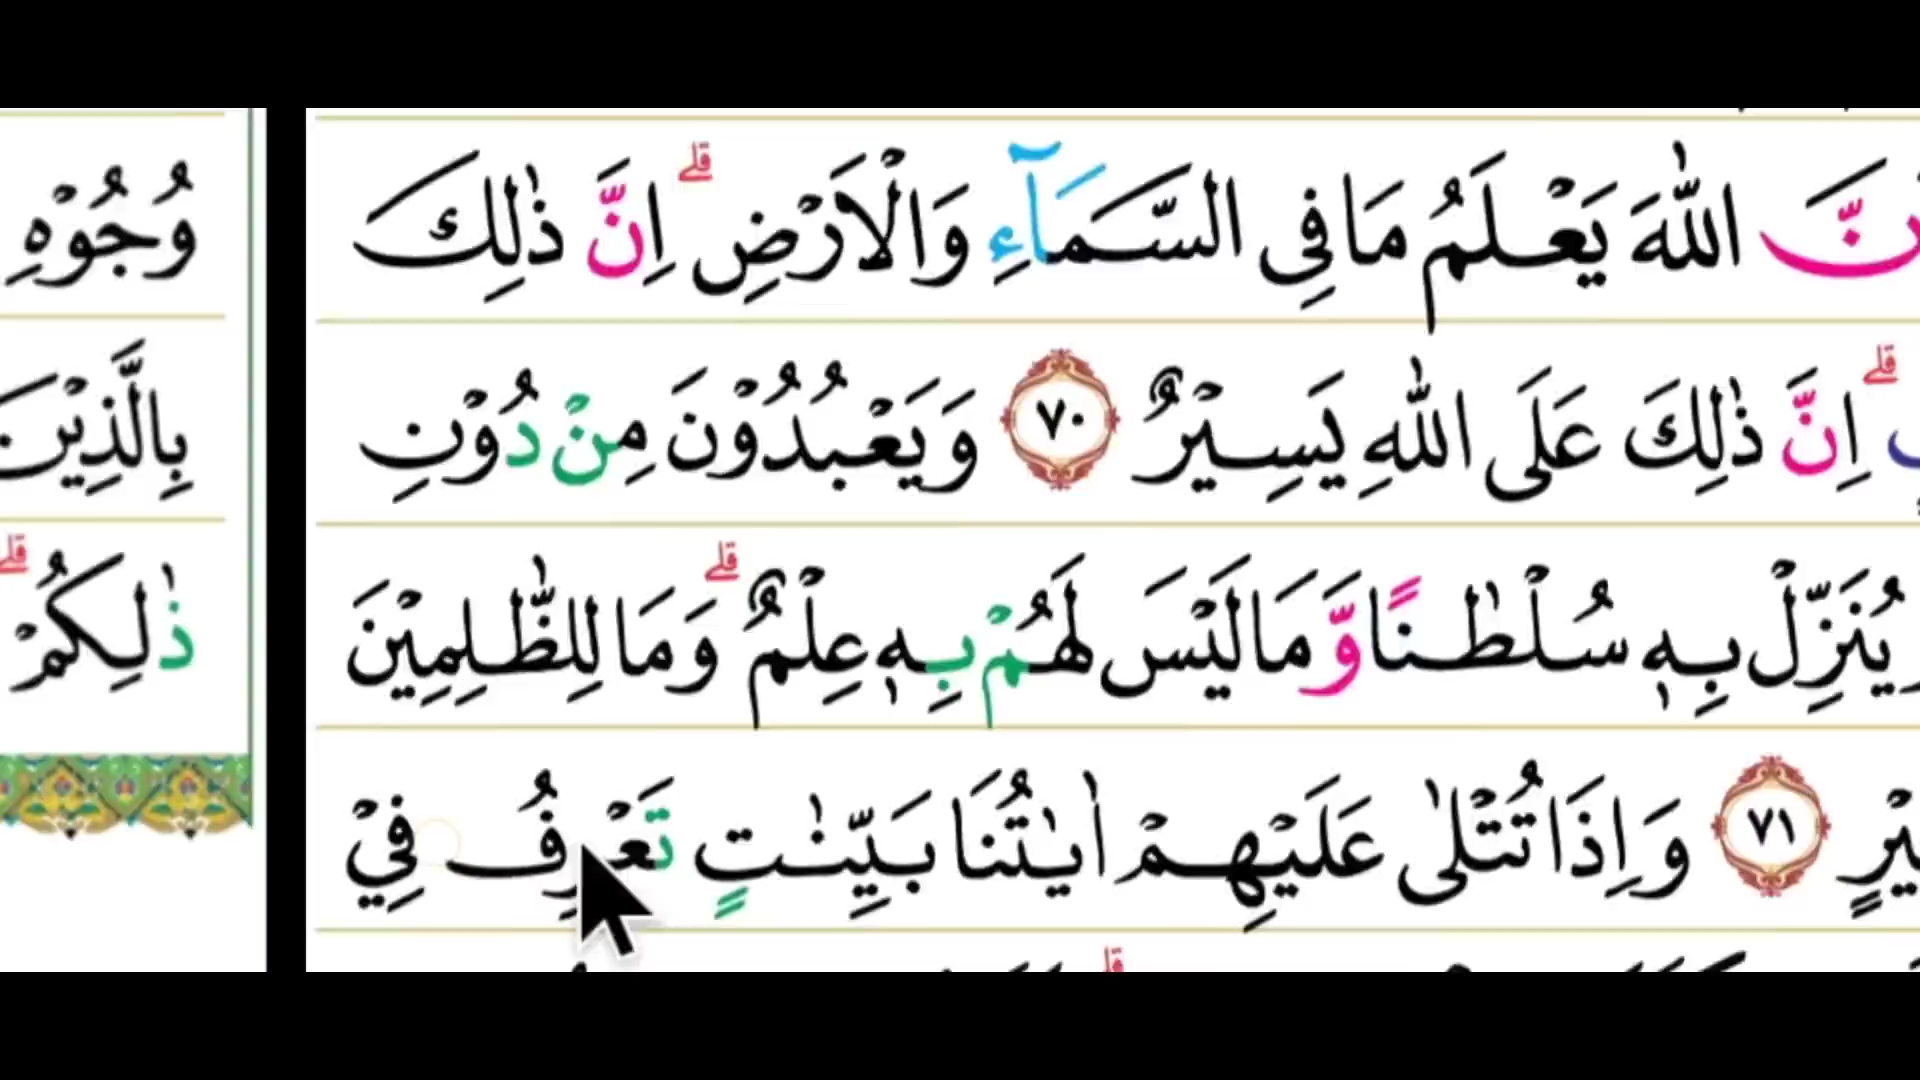 نَّ اللّٰهَ يَعْلَمُ مَا فِى السَّمَآءِ وَالْاَرْضِ ۗ اِنَّ ذٰلِكَ
ۗ اِنَّ ذٰلِكَ عَلَى اللّٰهِ يَسِيْرٌ ٧٠ وَيَعْبُدُوْنَ مِنْ دُوْنِ
يُنَزِّلْ بِهٖ سُلْطٰنًا وَّمَا لَيْسَ لَهُمْ بِهٖ عِلْمٌ ۗ وَمَا لِلظّٰلِمِيْنَ
يْرٍ ٧١ وَاِذَا تُتْلٰى عَلَيْهِمْ اٰيٰتُنَا بَيِّنٰتٍ تَعْرِفُ فِيْ
وُجُوْهِ
بِالَّذِيْنَ
ذٰلِكُمْ ۗ